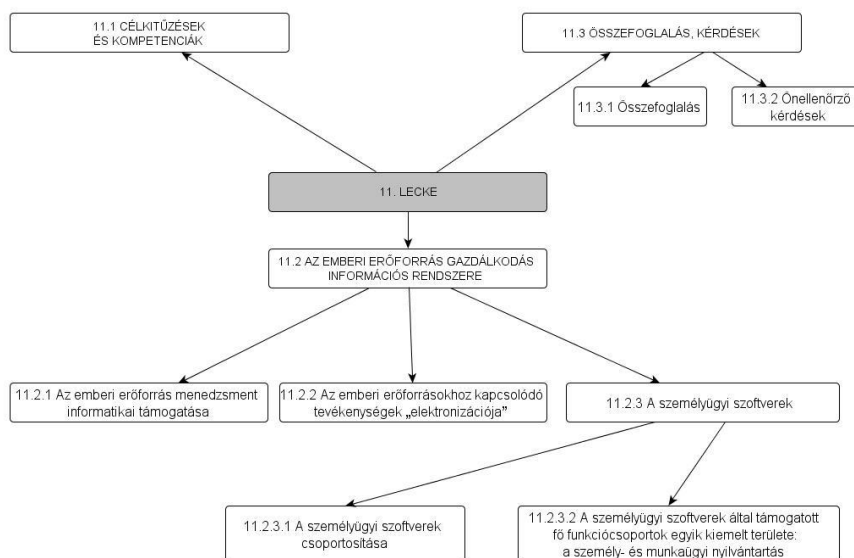 11.1 CÉLKITŰZÉSEK
ÉS KOMPETENCIÁK
11.3 ÖSSZEFOGLALÁS, KÉRDÉSEK
11.3.1 Összefoglalás
11.3.2 Önellenőrző
kérdések
11. LECKE
11.2 AZ EMBERI ERŐFORRÁS GAZDÁLKODÁS
INFORMÁCIÓS RENDSZERE
11.2.1 Az emberi erőforrás menedzsment
informatikai támogatása
11.2.2 Az emberi erőforrásokhoz kapcsolódó
tevékenységek „elektronizációja”
11.2.3 A személyügyi szoftverek
11.2.3.1 A személyügyi szoftverek
csoportosítása
11.2.3.2 A személyügyi szoftverek által támogatott
fő funkciócsoportok egyik kiemelt területe:
a személy- és munkaügyi nyilvántartás